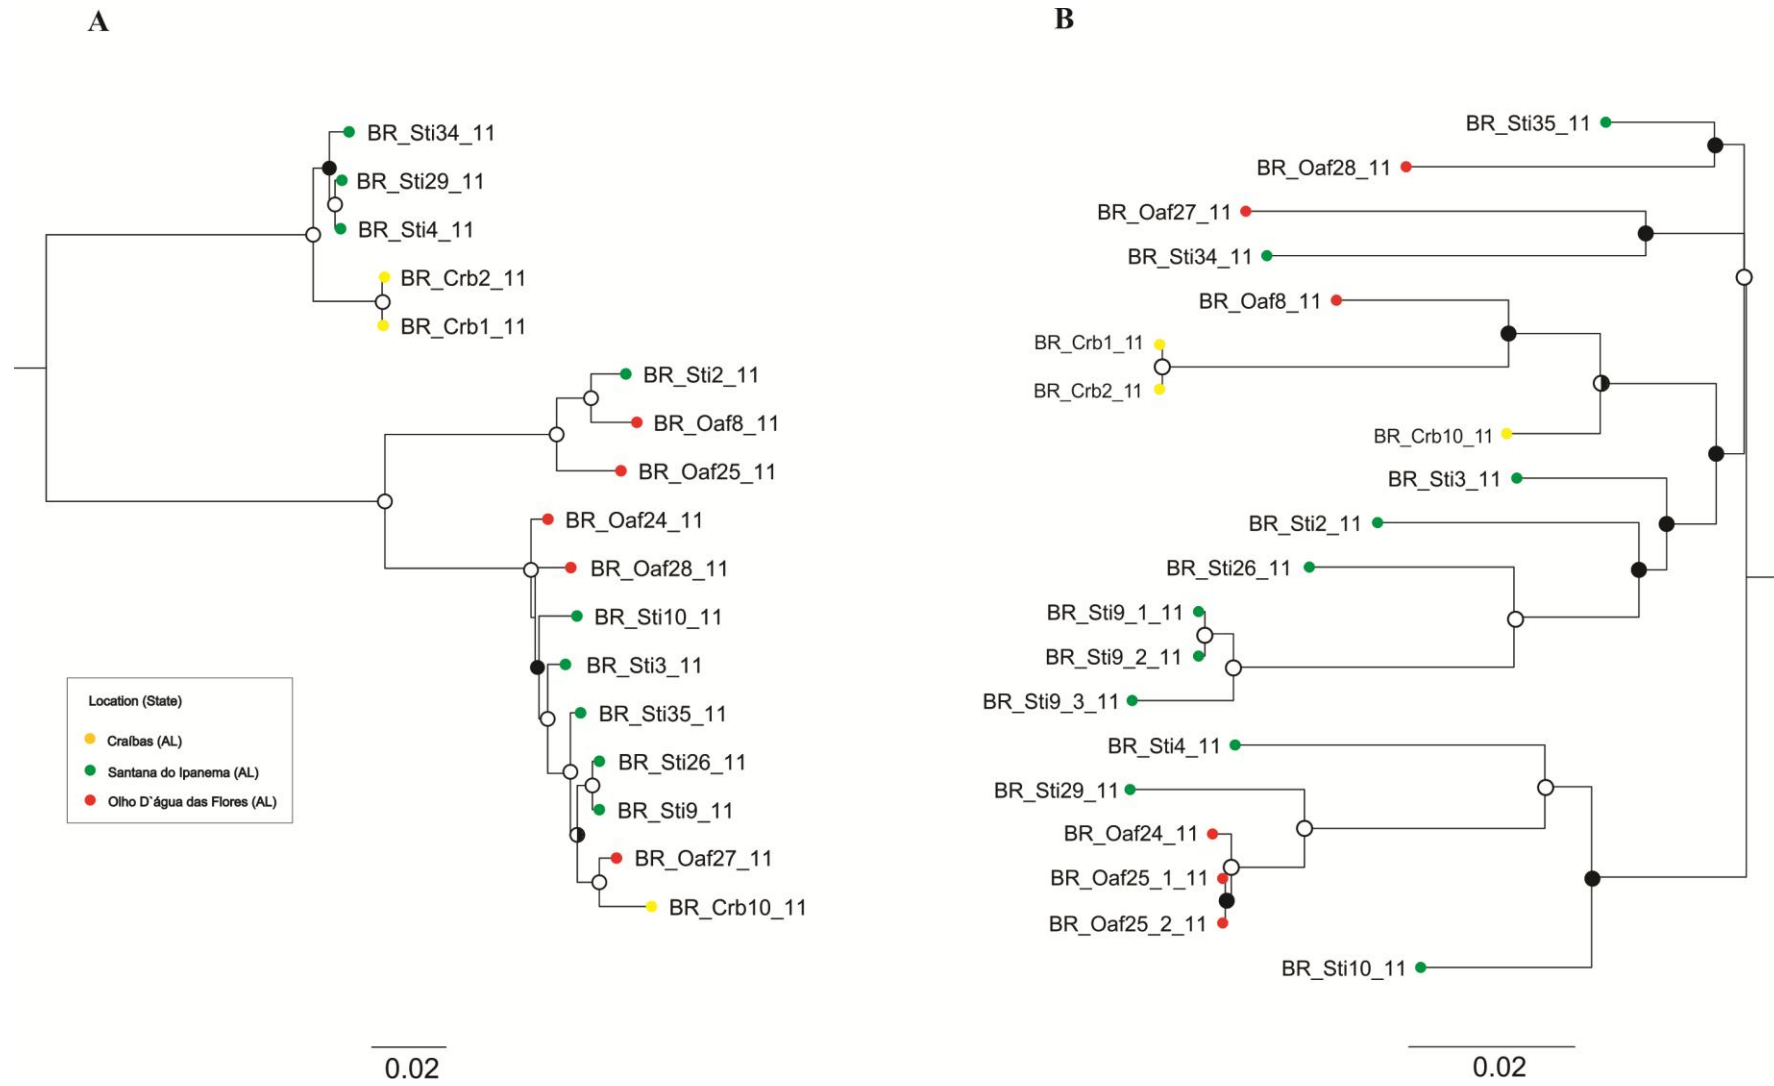 A
BR_Sti34_11
BR_Sti29_11
BR_Sti4_11
BR_Crb2_11
BR_Crb1_11
BR_Sti2_11
BR_Oaf8_11
BR_Oaf25_11
BR_Oaf24_11
BR_Oaf28_11
BR_Sti10_11
BR_Sti3_11
BR_Sti35_11
BR_Sti26_11
BR_Sti9_11
BR_Oaf27_11
BR_Crb10_11
Location (State)
Craíbas (AL)
Santana do Ipanema (AL)
Olho D`água das Flores (AL)
0.02
B
BR_Sti35_11
BR_Oaf28_11
BR_Oaf27_11
BR_Sti34_11
BR_Oaf8_11
BR_Crb1_11
BR_Crb2_11
BR_Crb10_11
BR_Sti3_11
BR_Sti2_11
BR_Sti26_11
BR_Sti9_1_11
BR_Sti9_2_11
BR_Sti9_3_11
BR_Sti4_11
BR_Sti29_11
BR_Oaf24_11
BR_Oaf25_1_11
BR_Oaf25_2_11
BR_Sti10_11
0.02